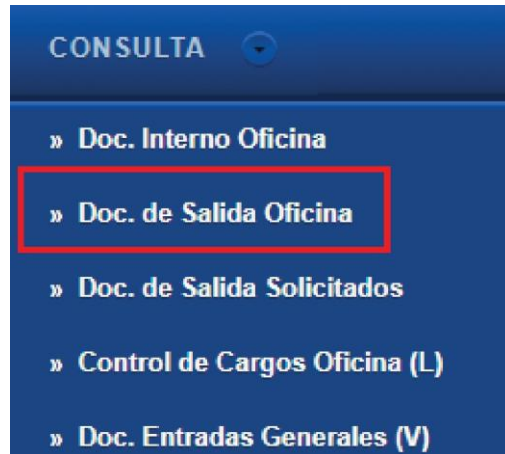 CONSULTA
» Doc. Interno Oficina
» Doc. de Salida Oficina
» Doc. de Salida Solicitados
» Control de Cargos Oficina (L)
» Doc. Entradas Generales (V)